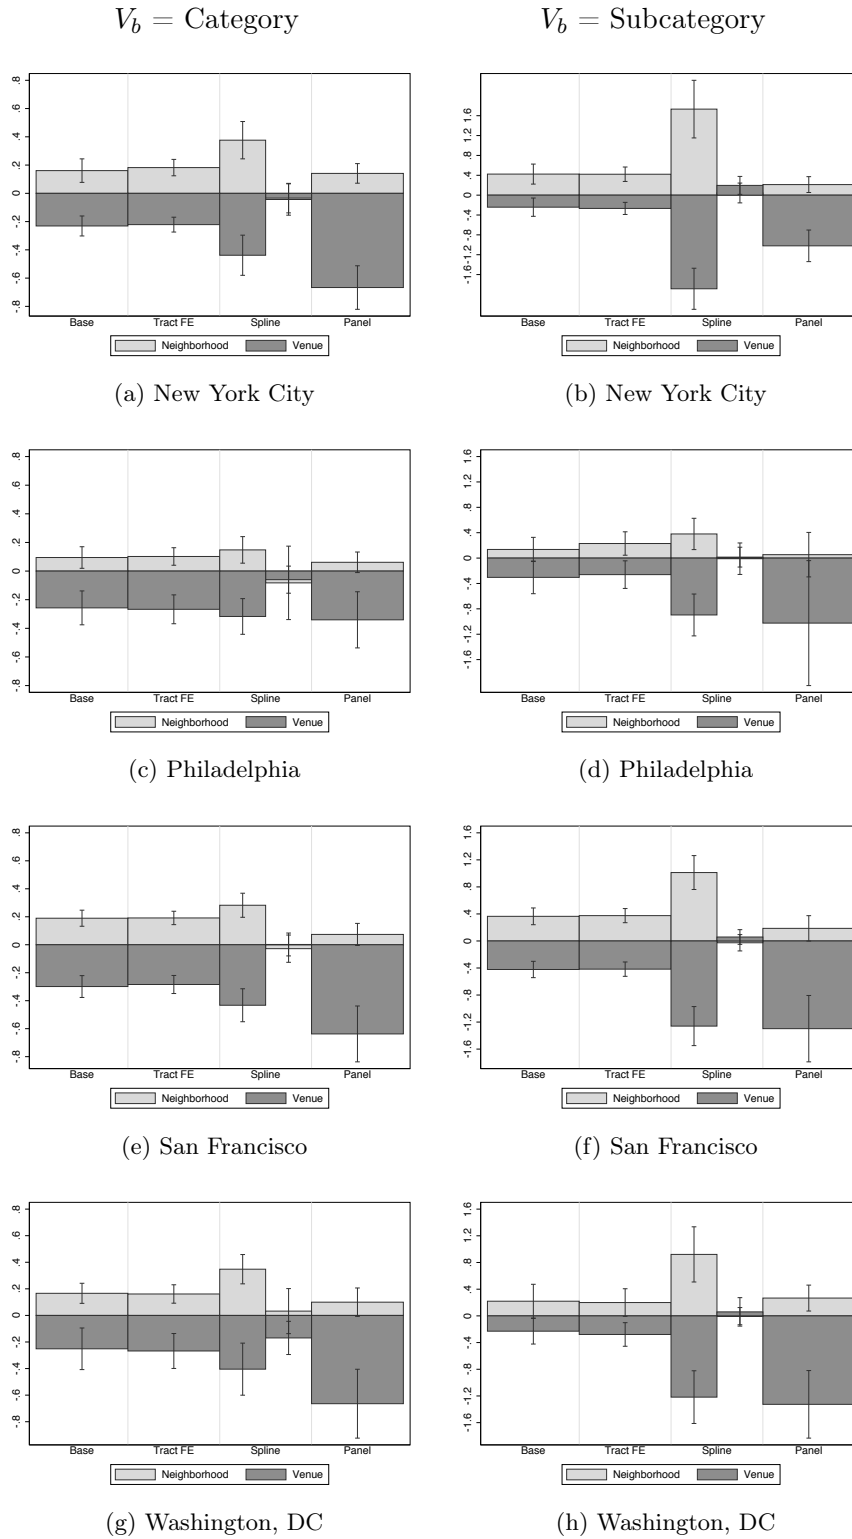 V_b = Category
V_b = Subcategory
.8
.6
.4
.2
0
-.2
-.4
-.6
-.8
Base
Tract FE
Spline
Panel
Neighborhood
Venue
(a) New York City
1.6
1.2
.8
.4
0
-.4
-.8
-1.2
-1.6
Base
Tract FE
Spline
Panel
Neighborhood
Venue
(b) New York City
.8
.6
.4
.2
0
-.2
-.4
-.6
-.8
Base
Tract FE
Spline
Panel
Neighborhood
Venue
(c) Philadelphia
1.6
1.2
.8
.4
0
-.4
-.8
-1.2
-1.6
Base
Tract FE
Spline
Panel
Neighborhood
Venue
(d) Philadelphia
.8
.6
.4
.2
0
-.2
-.4
-.6
-.8
Base
Tract FE
Spline
Panel
Neighborhood
Venue
(e) San Francisco
1.6
1.2
.8
.4
0
-.4
-.8
-1.2
-1.6
Base
Tract FE
Spline
Panel
Neighborhood
Venue
(f) San Francisco
.8
.6
.4
.2
0
-.2
-.4
-.6
-.8
Base
Tract FE
Spline
Panel
Neighborhood
Venue
(g) Washington, DC
1.6
1.2
.8
.4
0
-.4
-.8
-1.2
-1.6
Base
Tract FE
Spline
Panel
Neighborhood
Venue
(h) Washington, DC